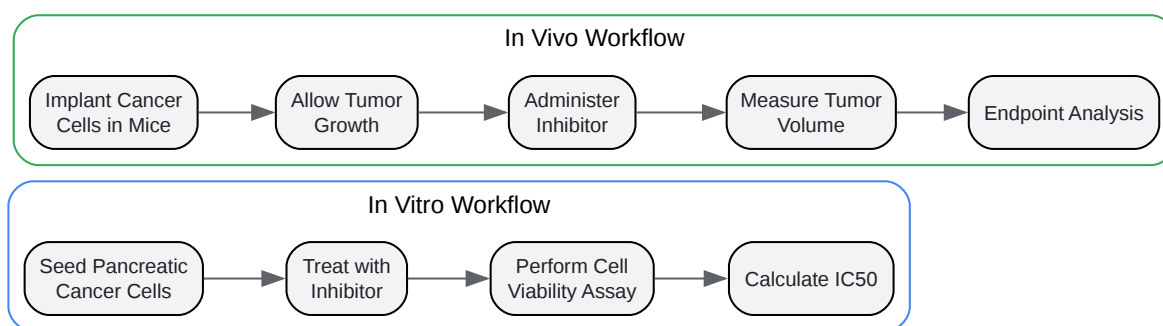 In Vivo Workflow
Implant Cancer
Cells in Mice
Allow Tumor
Growth
Administer
Inhibitor
Measure Tumor
Volume
Endpoint Analysis
In Vitro Workflow
Seed Pancreatic
Cancer Cells
Treat with
Inhibitor
Perform Cell
Viability Assay
Calculate IC50